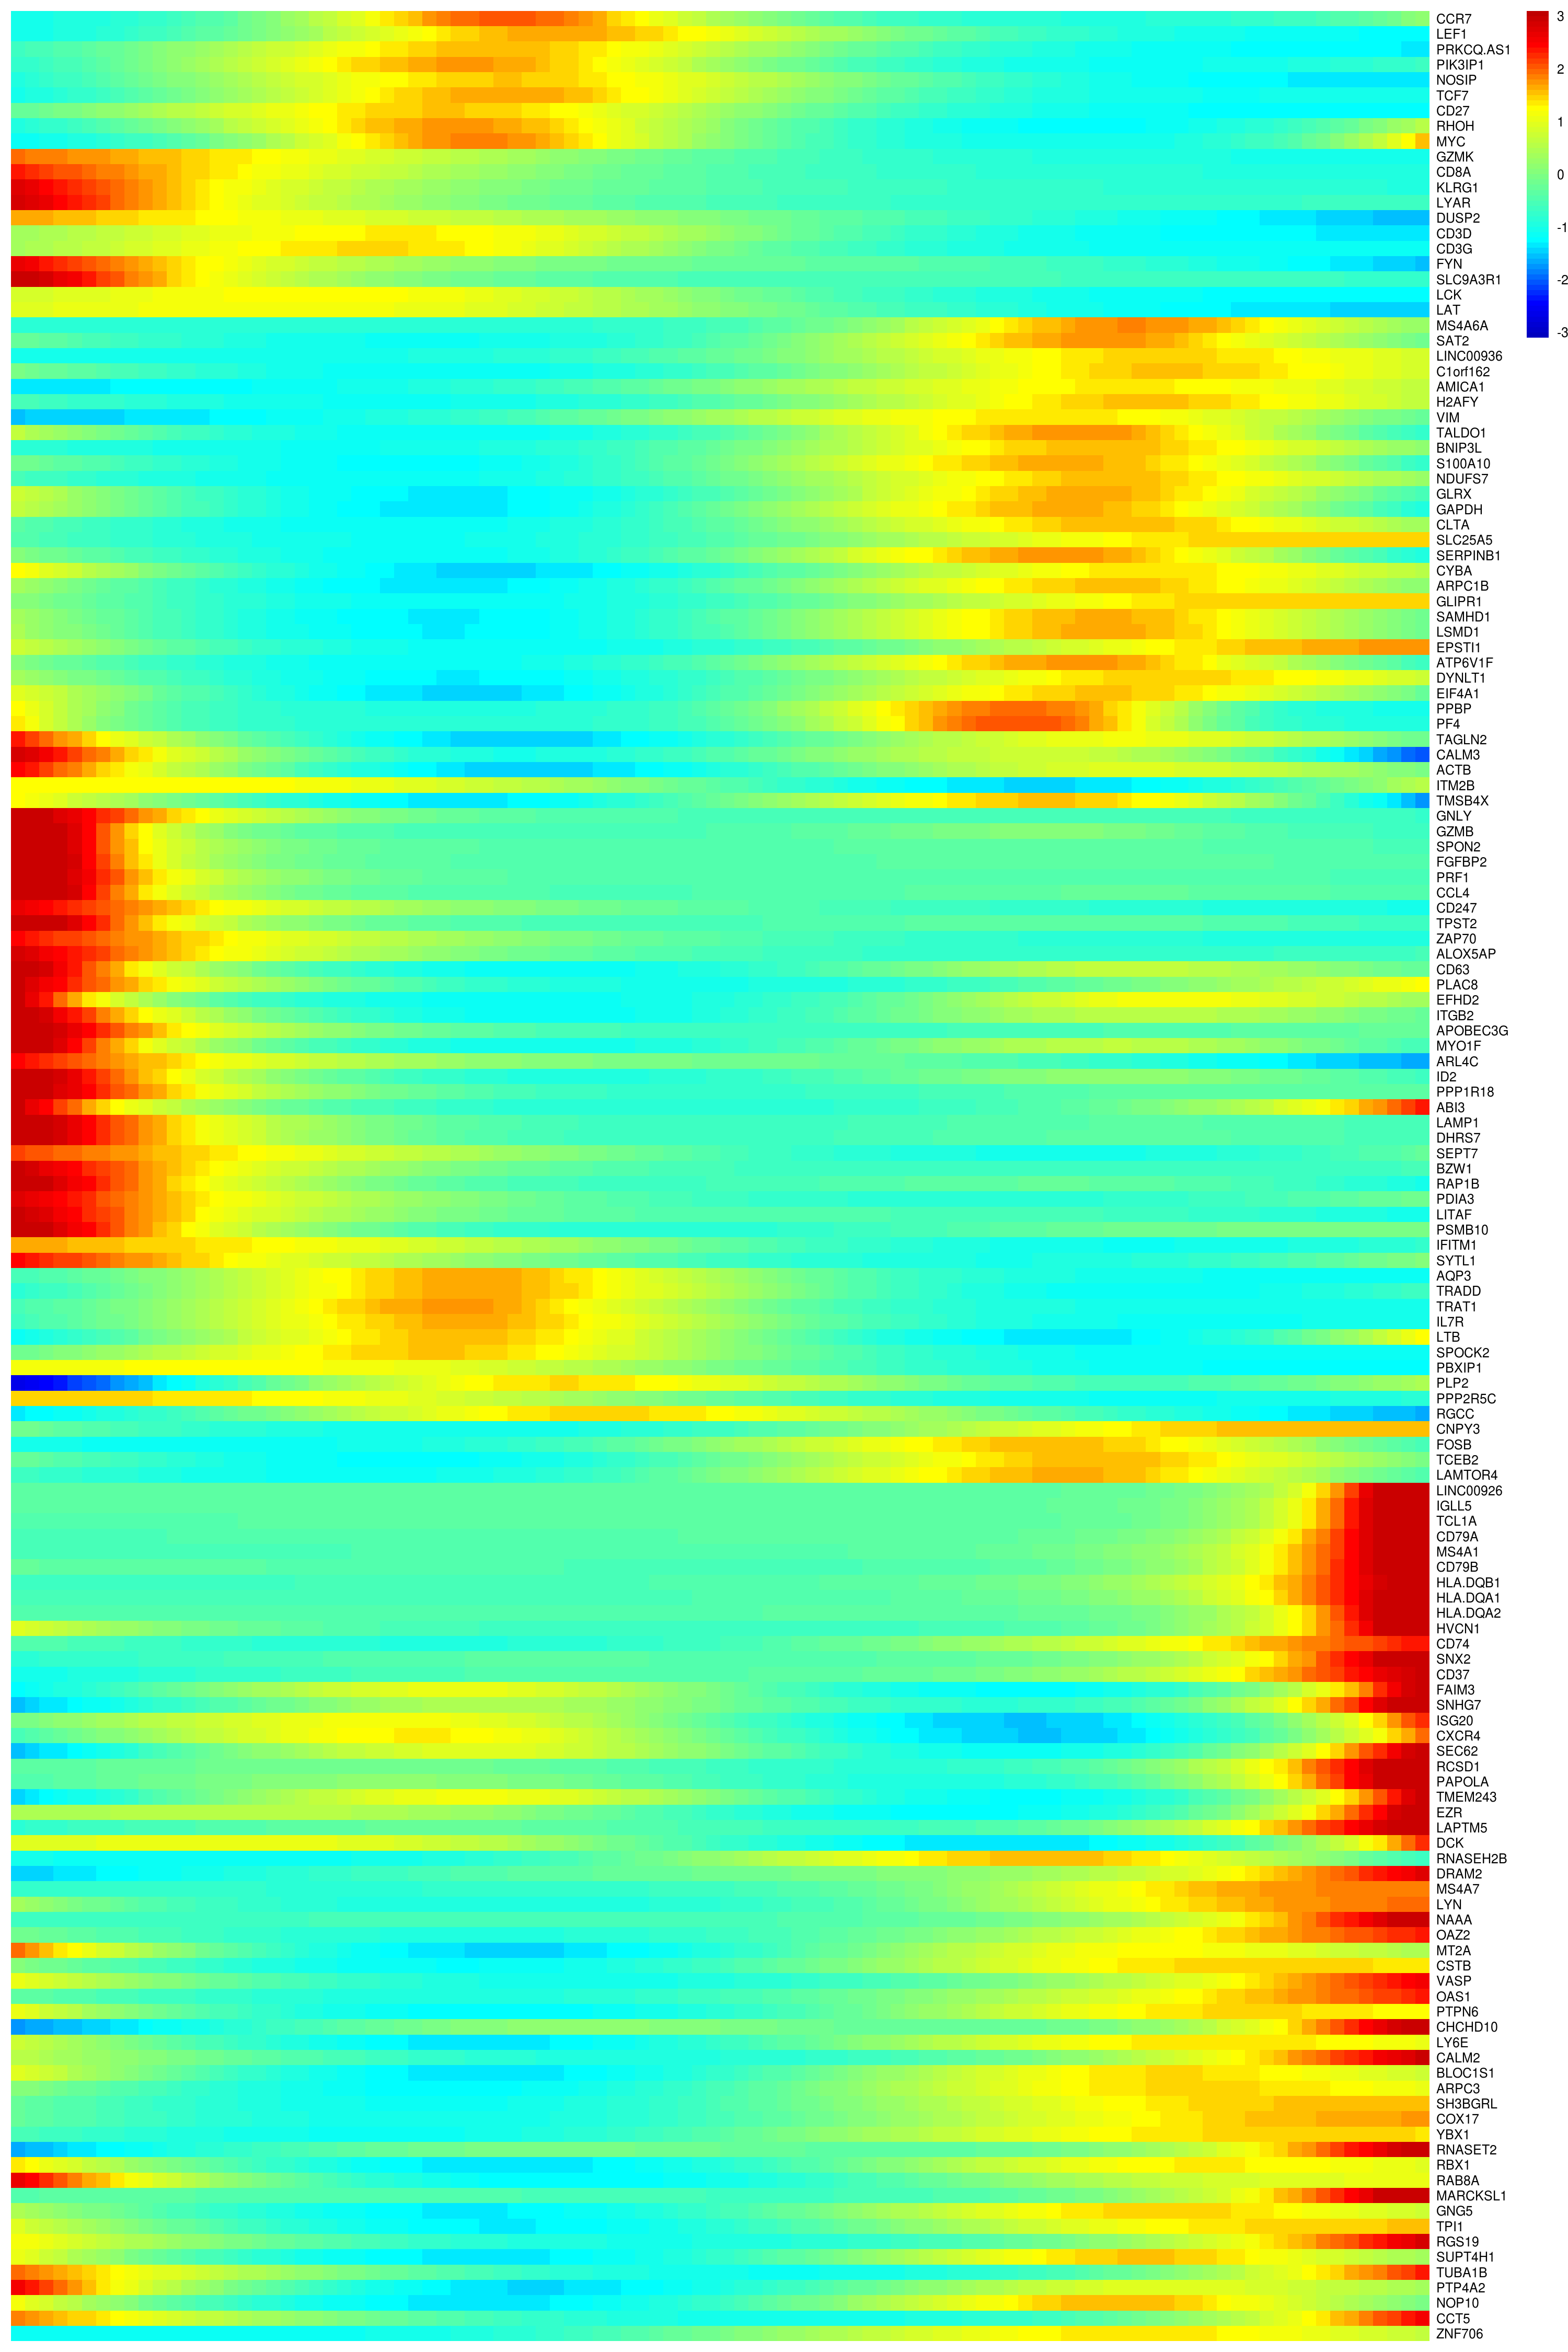 CCR7
LEF1
PRKCQ.AS1
PIK3IP1
NOSIP
TCF7
CD27
RHOH
MYC
GZMK
CD8A
KLRG1
LYAR
DUSP2
CD3D
CD3G
FYN
SLC9A3R1
LCK
LAT
MS4A6A
SAT2
LINC00936
C1orf162
AMICA1
H2AFY
VIM
TALDO1
BNIP3L
S100A10
NDUFS7
GLRX
GAPDH
CLTA
SLC25A5
SERPINB1
CYBA
ARPC1B
GLIPR1
SAMHD1
LSMD1
EPSTI1
ATP6V1F
DYNLT1
EIF4A1
PPBP
PF4
TAGLN2
CALM3
ACTB
ITM2B
TMSB4X
GNLY
GZMB
SPON2
FGFBP2
PRF1
CCL4
CD247
TPST2
ZAP70
ALOX5AP
CD63
PLAC8
EFHD2
ITGB2
APOBEC3G
MYO1F
ARL4C
ID2
PPP1R18
ABI3
LAMP1
DHRS7
SEPT7
BZW1
RAP1B
PDIA3
LITAF
PSMB10
IFITM1
SYTL1
AQP3
TRADD
TRAT1
IL7R
LTB
SPOCK2
PBXIP1
PLP2
PPP2R5C
RGCC
CNPY3
FOSB
TCEB2
LAMTOR4
LINC00926
IGLL5
TCL1A
CD79A
MS4A1
CD79B
HLA.DQB1
HLA.DQA1
HLA.DQA2
HVCN1
CD74
SNX2
CD37
FAIM3
SNHG7
ISG20
CXCR4
SEC62
RCSD1
PAPOLA
TMEM243
EZR
LAPTM5
DCK
RNASEH2B
DRAM2
MS4A7
LYN
NAAA
OAZ2
MT2A
CSTB
VASP
OAS1
PTPN6
CHCHD10
LY6E
CALM2
BLOC1S1
ARPC3
SH3BGRL
COX17
YBX1
RNASET2
RBX1
RAB8A
MARCKSL1
GNG5
TPI1
RGS19
SUPT4H1
TUBA1B
PTP4A2
NOP10
CCT5
ZNF706
3
2
1
0
-1
-2
-3